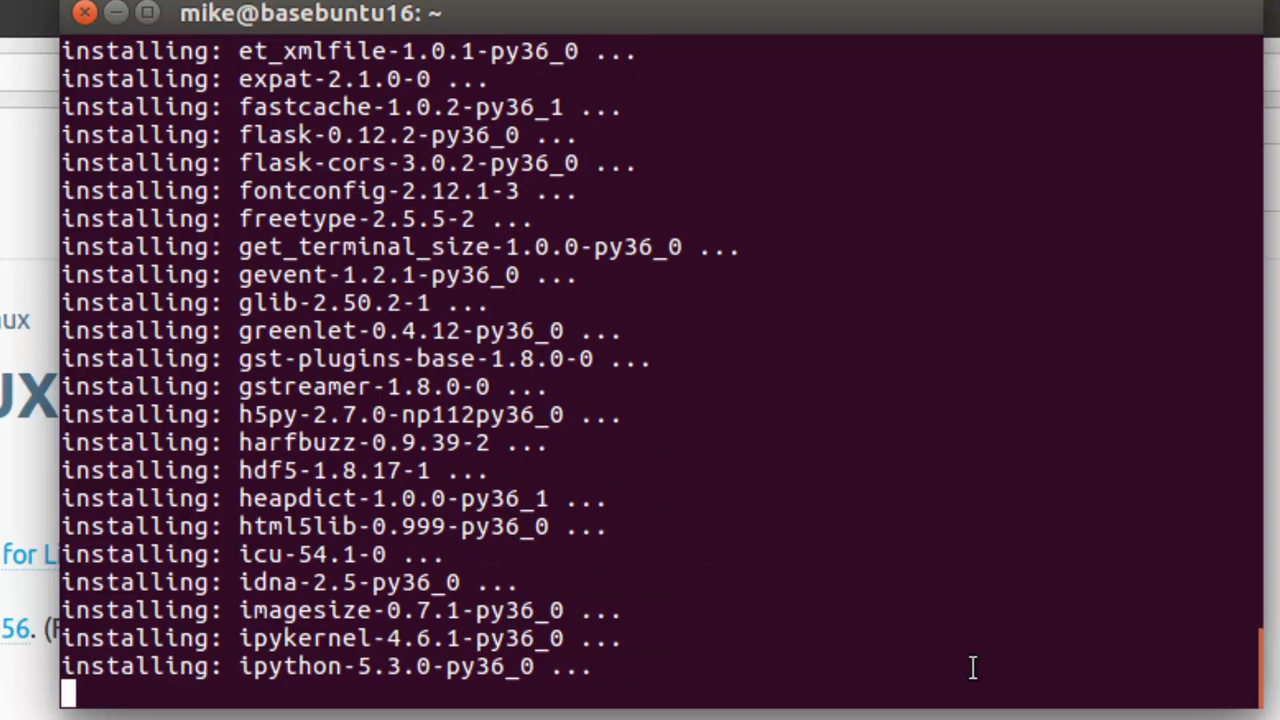 mike@basebuntu16: ~
installing: et_xmlfile-1.0.1-py36_0 ...
installing: expat-2.1.0-0 ...
installing: fastcache-1.0.2-py36_1 ...
installing: flask-0.12.2-py36_0 ...
installing: flask-cors-3.0.2-py36_0 ...
installing: fontconfig-2.12.1-3 ...
installing: freetype-2.5.5-2 ...
installing: get_terminal_size-1.0.0-py36_0 ...
installing: gevent-1.2.1-py36_0 ...
installing: glib-2.50.2-1 ...
installing: greenlet-0.4.12-py36_0 ...
installing: gst-plugins-base-1.8.0-0 ...
installing: gstreamer-1.8.0-0 ...
installing: h5py-2.7.0-np112py36_0 ...
installing: harfbuzz-0.9.39-2 ...
installing: hdf5-1.8.17-1 ...
installing: heapdict-1.0.0-py36_1 ...
installing: html5lib-0.999-py36_0 ...
installing: icu-54.1-0 ...
installing: idna-2.5-py36_0 ...
installing: imagesize-0.7.1-py36_0 ...
installing: ipykernel-4.6.1-py36_0 ...
installing: ipython-5.3.0-py36_0 ...
ux
UX
for Li
56. (F